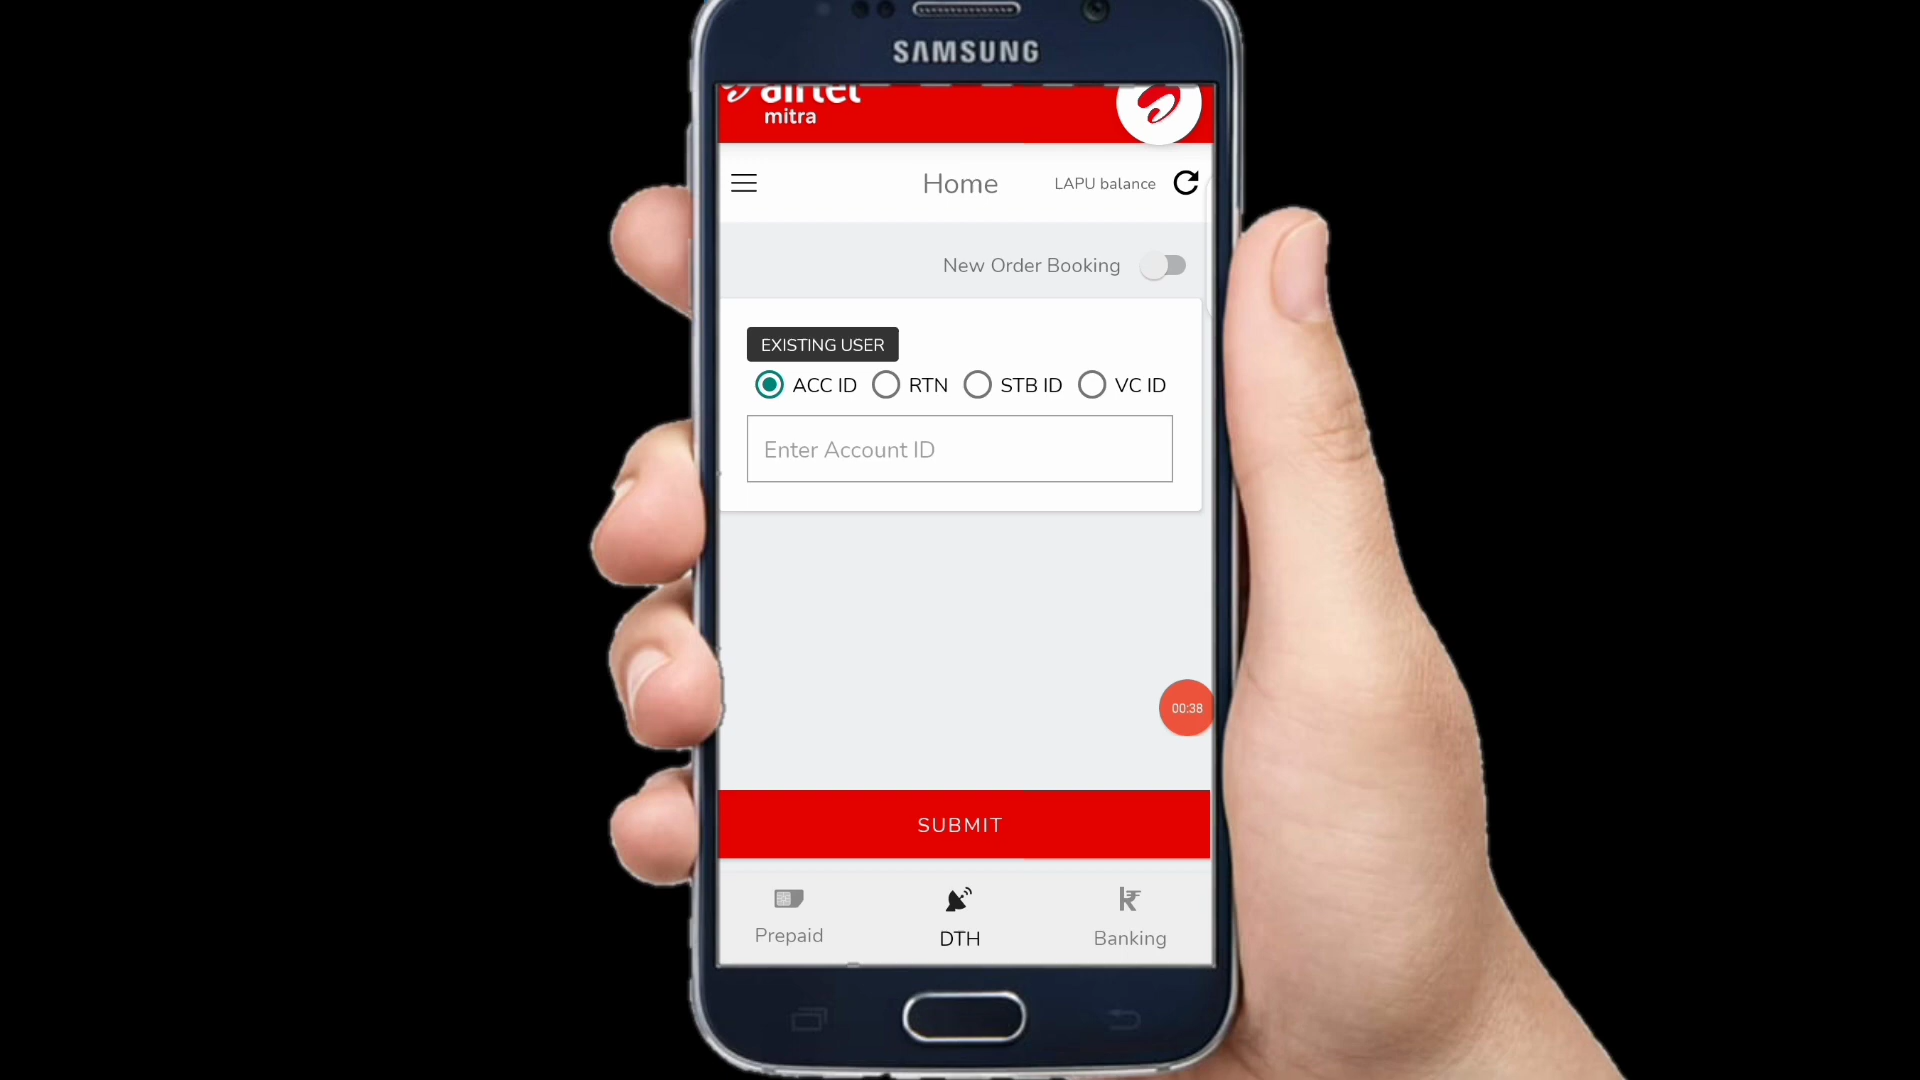 SAMSUNG
airtel
mitra
Home
LAPU balance
New Order Booking
EXISTING USER
ACC ID
RTN
STB ID
VC ID
Enter Account ID
00:38
SUBMIT
Prepaid
DTH
Banking